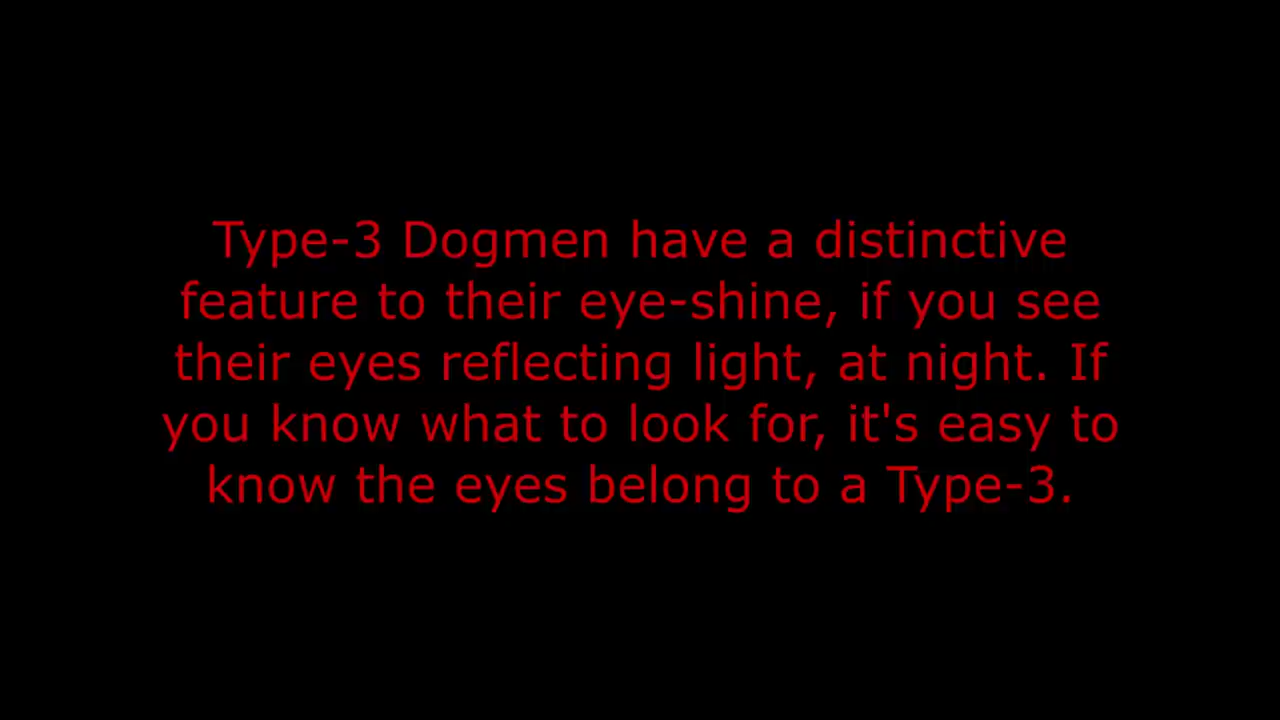 Type-3 Dogmen have a distinctive
feature to their eye-shine, if you see
their eyes reflecting light, at night. If
you know what to look for, it's easy to
know the eyes belong to a Type-3.